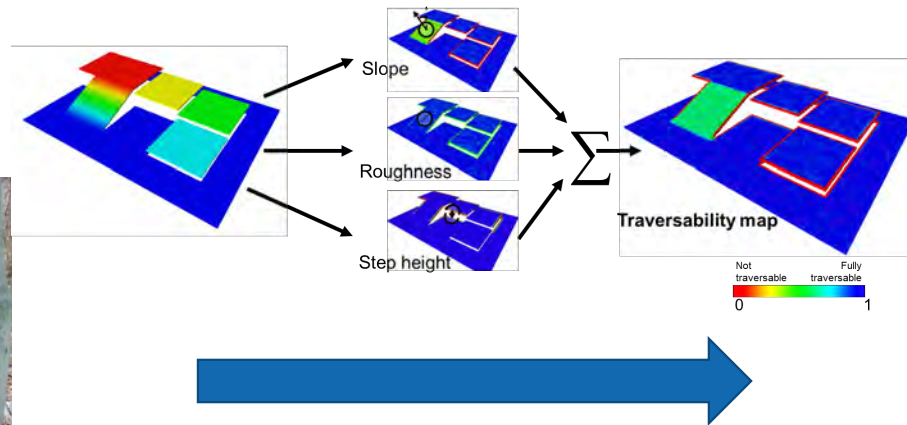 Slope
Roughness
Step height
∑
Traversability map
Not traversable
Fully traversable
0
1